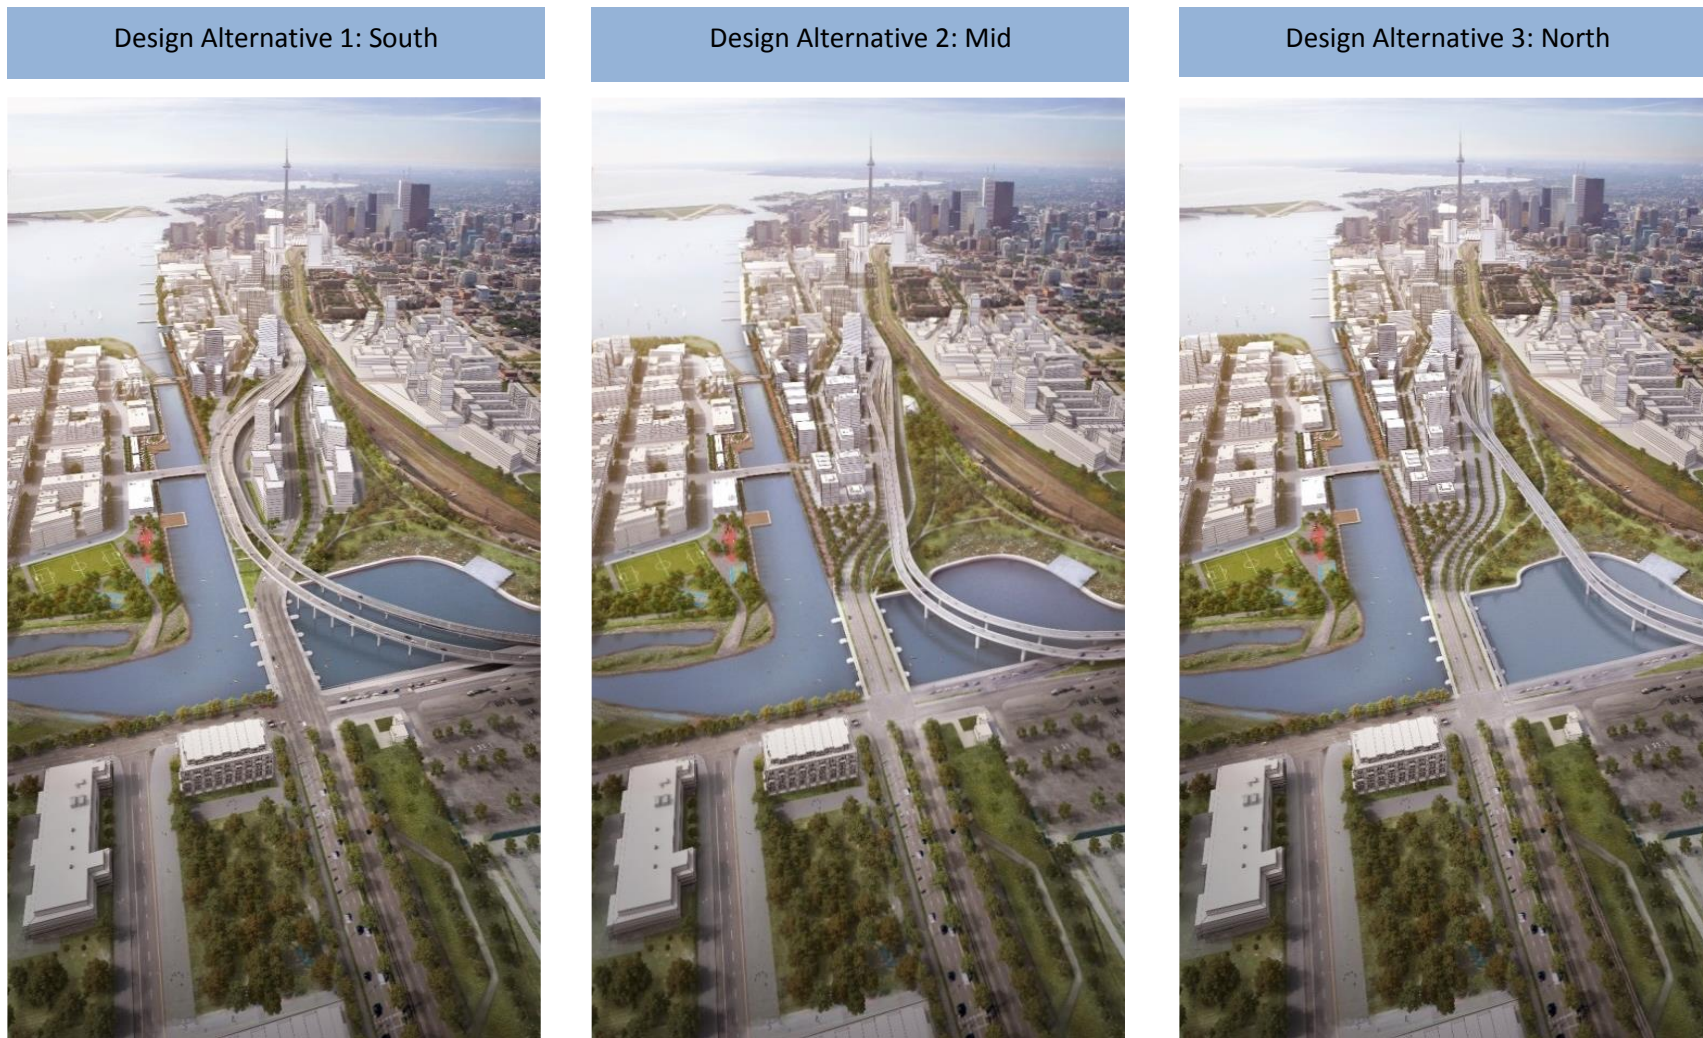 Design Alternative 1: South
Design Alternative 2: Mid
Design Alternative 3: North